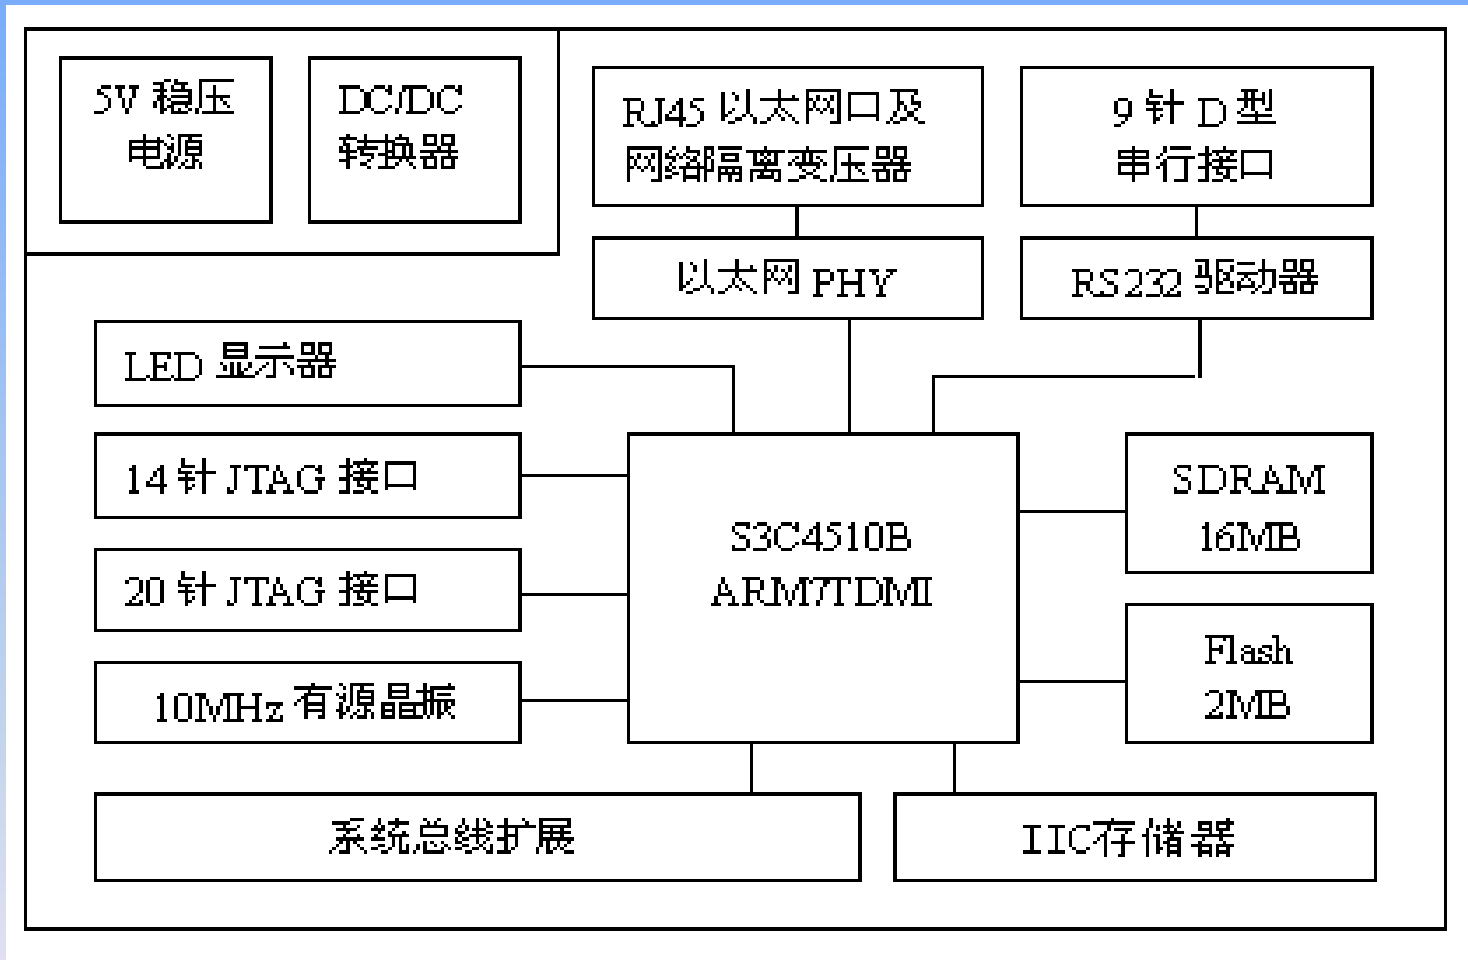 5V 稳压
电源
DC/DC
转换器
RJ45 以太网口及
网络隔离变压器
9 针 D 型
串行接口
以太网 PHY
RS232 驱动器
LED 显示器
14 针 JTAG 接口
20 针 JTAG 接口
10MHz 有源晶振
S3C4510B
ARM7TDMI
SDRAM
16MB
Flash
2MB
系统总线扩展
IIC存储器